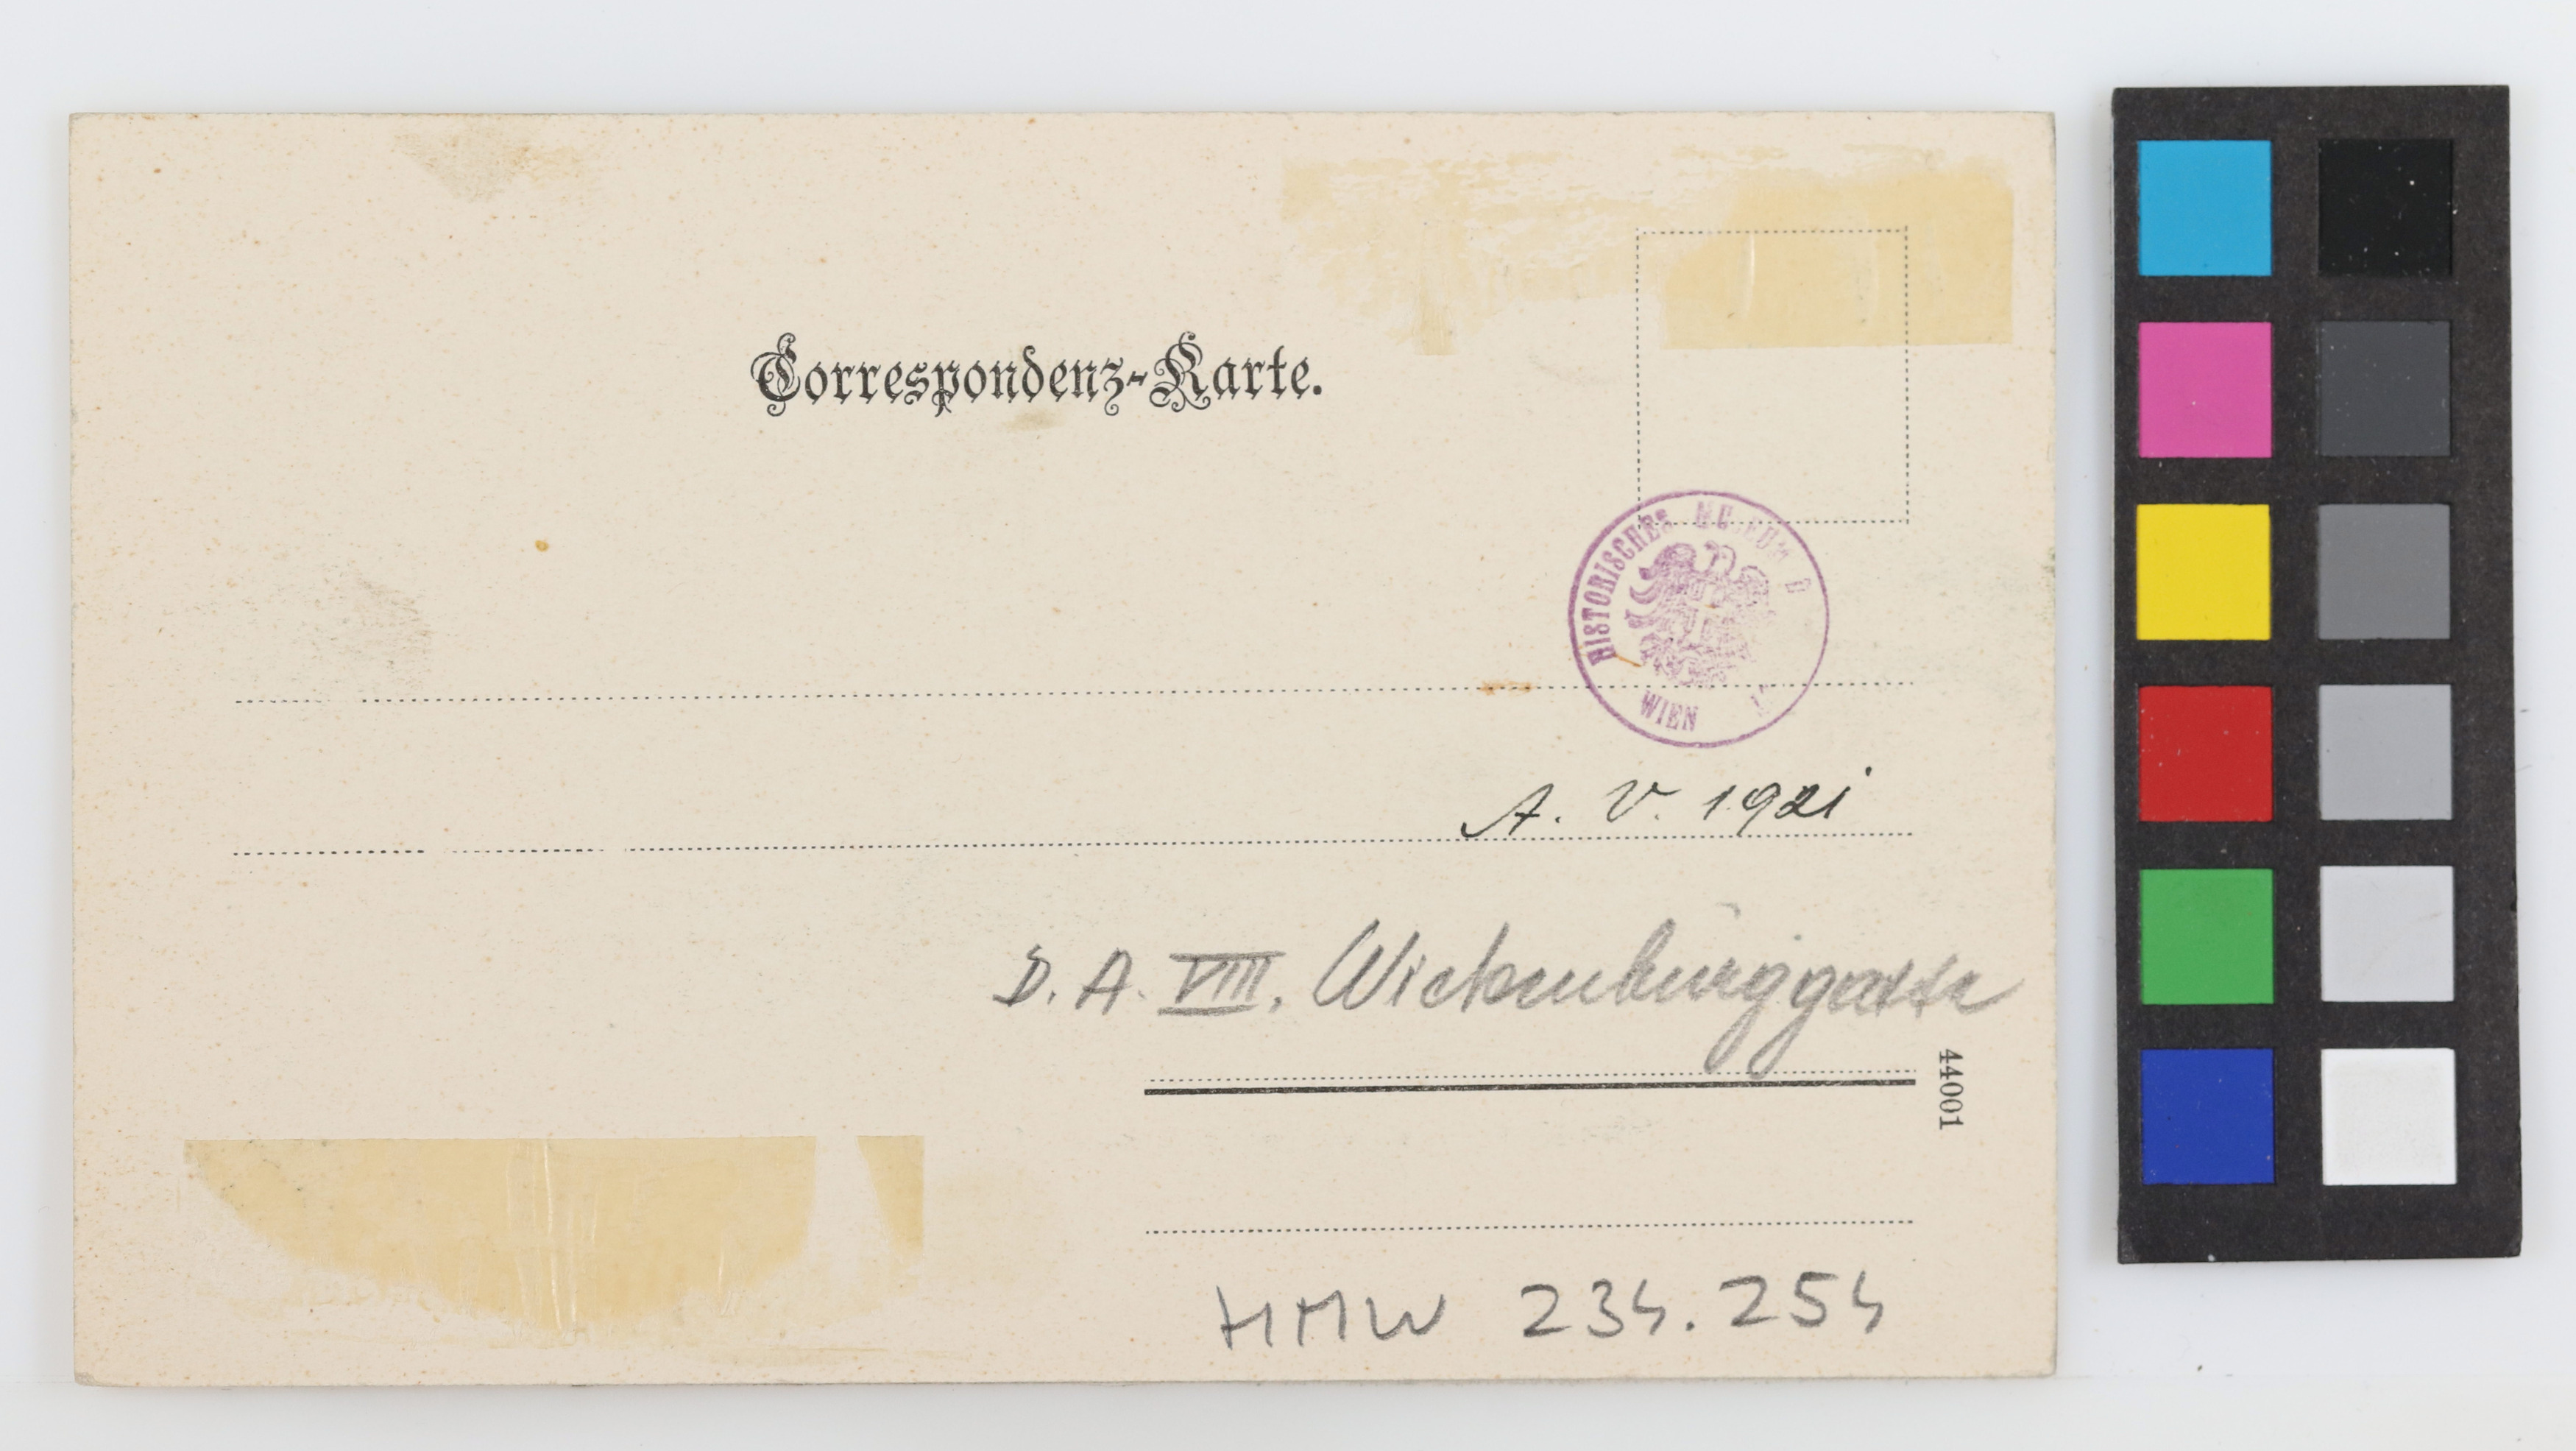 Correspondenz-Karte.
HISTORISCHES MUSEUM D
WIEN
A. V. 1921
D. A. VIII. Wickenburggasse
44001
HMW 234.254